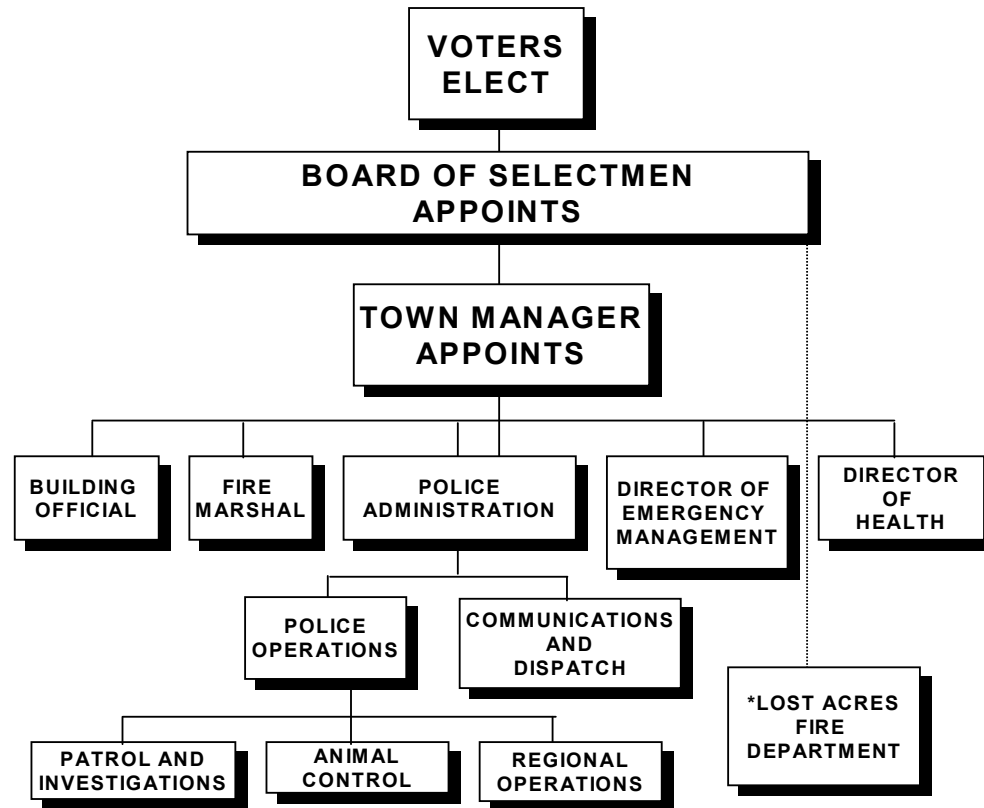 VOTERS
ELECT
BOARD OF SELECTMEN
APPOINTS
TOWN MANAGER
APPOINTS
BUILDING
OFFICIAL
FIRE
MARSHAL
POLICE
ADMINISTRATION
DIRECTOR OF
EMERGENCY
MANAGEMENT
DIRECTOR
OF
HEALTH
POLICE
OPERATIONS
COMMUNICATIONS
AND
DISPATCH
*LOST ACRES
FIRE
DEPARTMENT
PATROL AND
INVESTIGATIONS
ANIMAL
CONTROL
REGIONAL
OPERATIONS